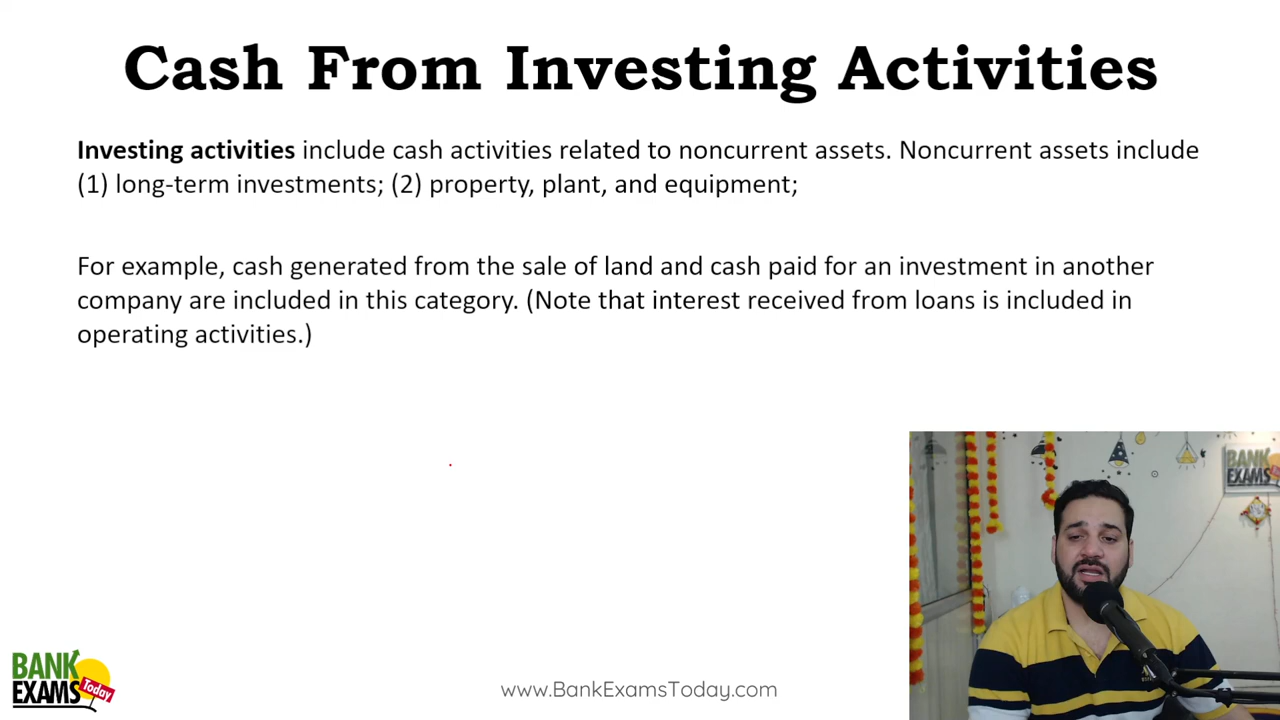 Cash From Investing Activities
Investing activities include cash activities related to noncurrent assets. Noncurrent assets include
(1) long-term investments; (2) property, plant, and equipment;
For example, cash generated from the sale of land and cash paid for an investment in another
company are included in this category. (Note that interest received from loans is included in
operating activities.)
BANK
EXAMS
BANK
EXAMS
Today
www.BankExamsToday.com